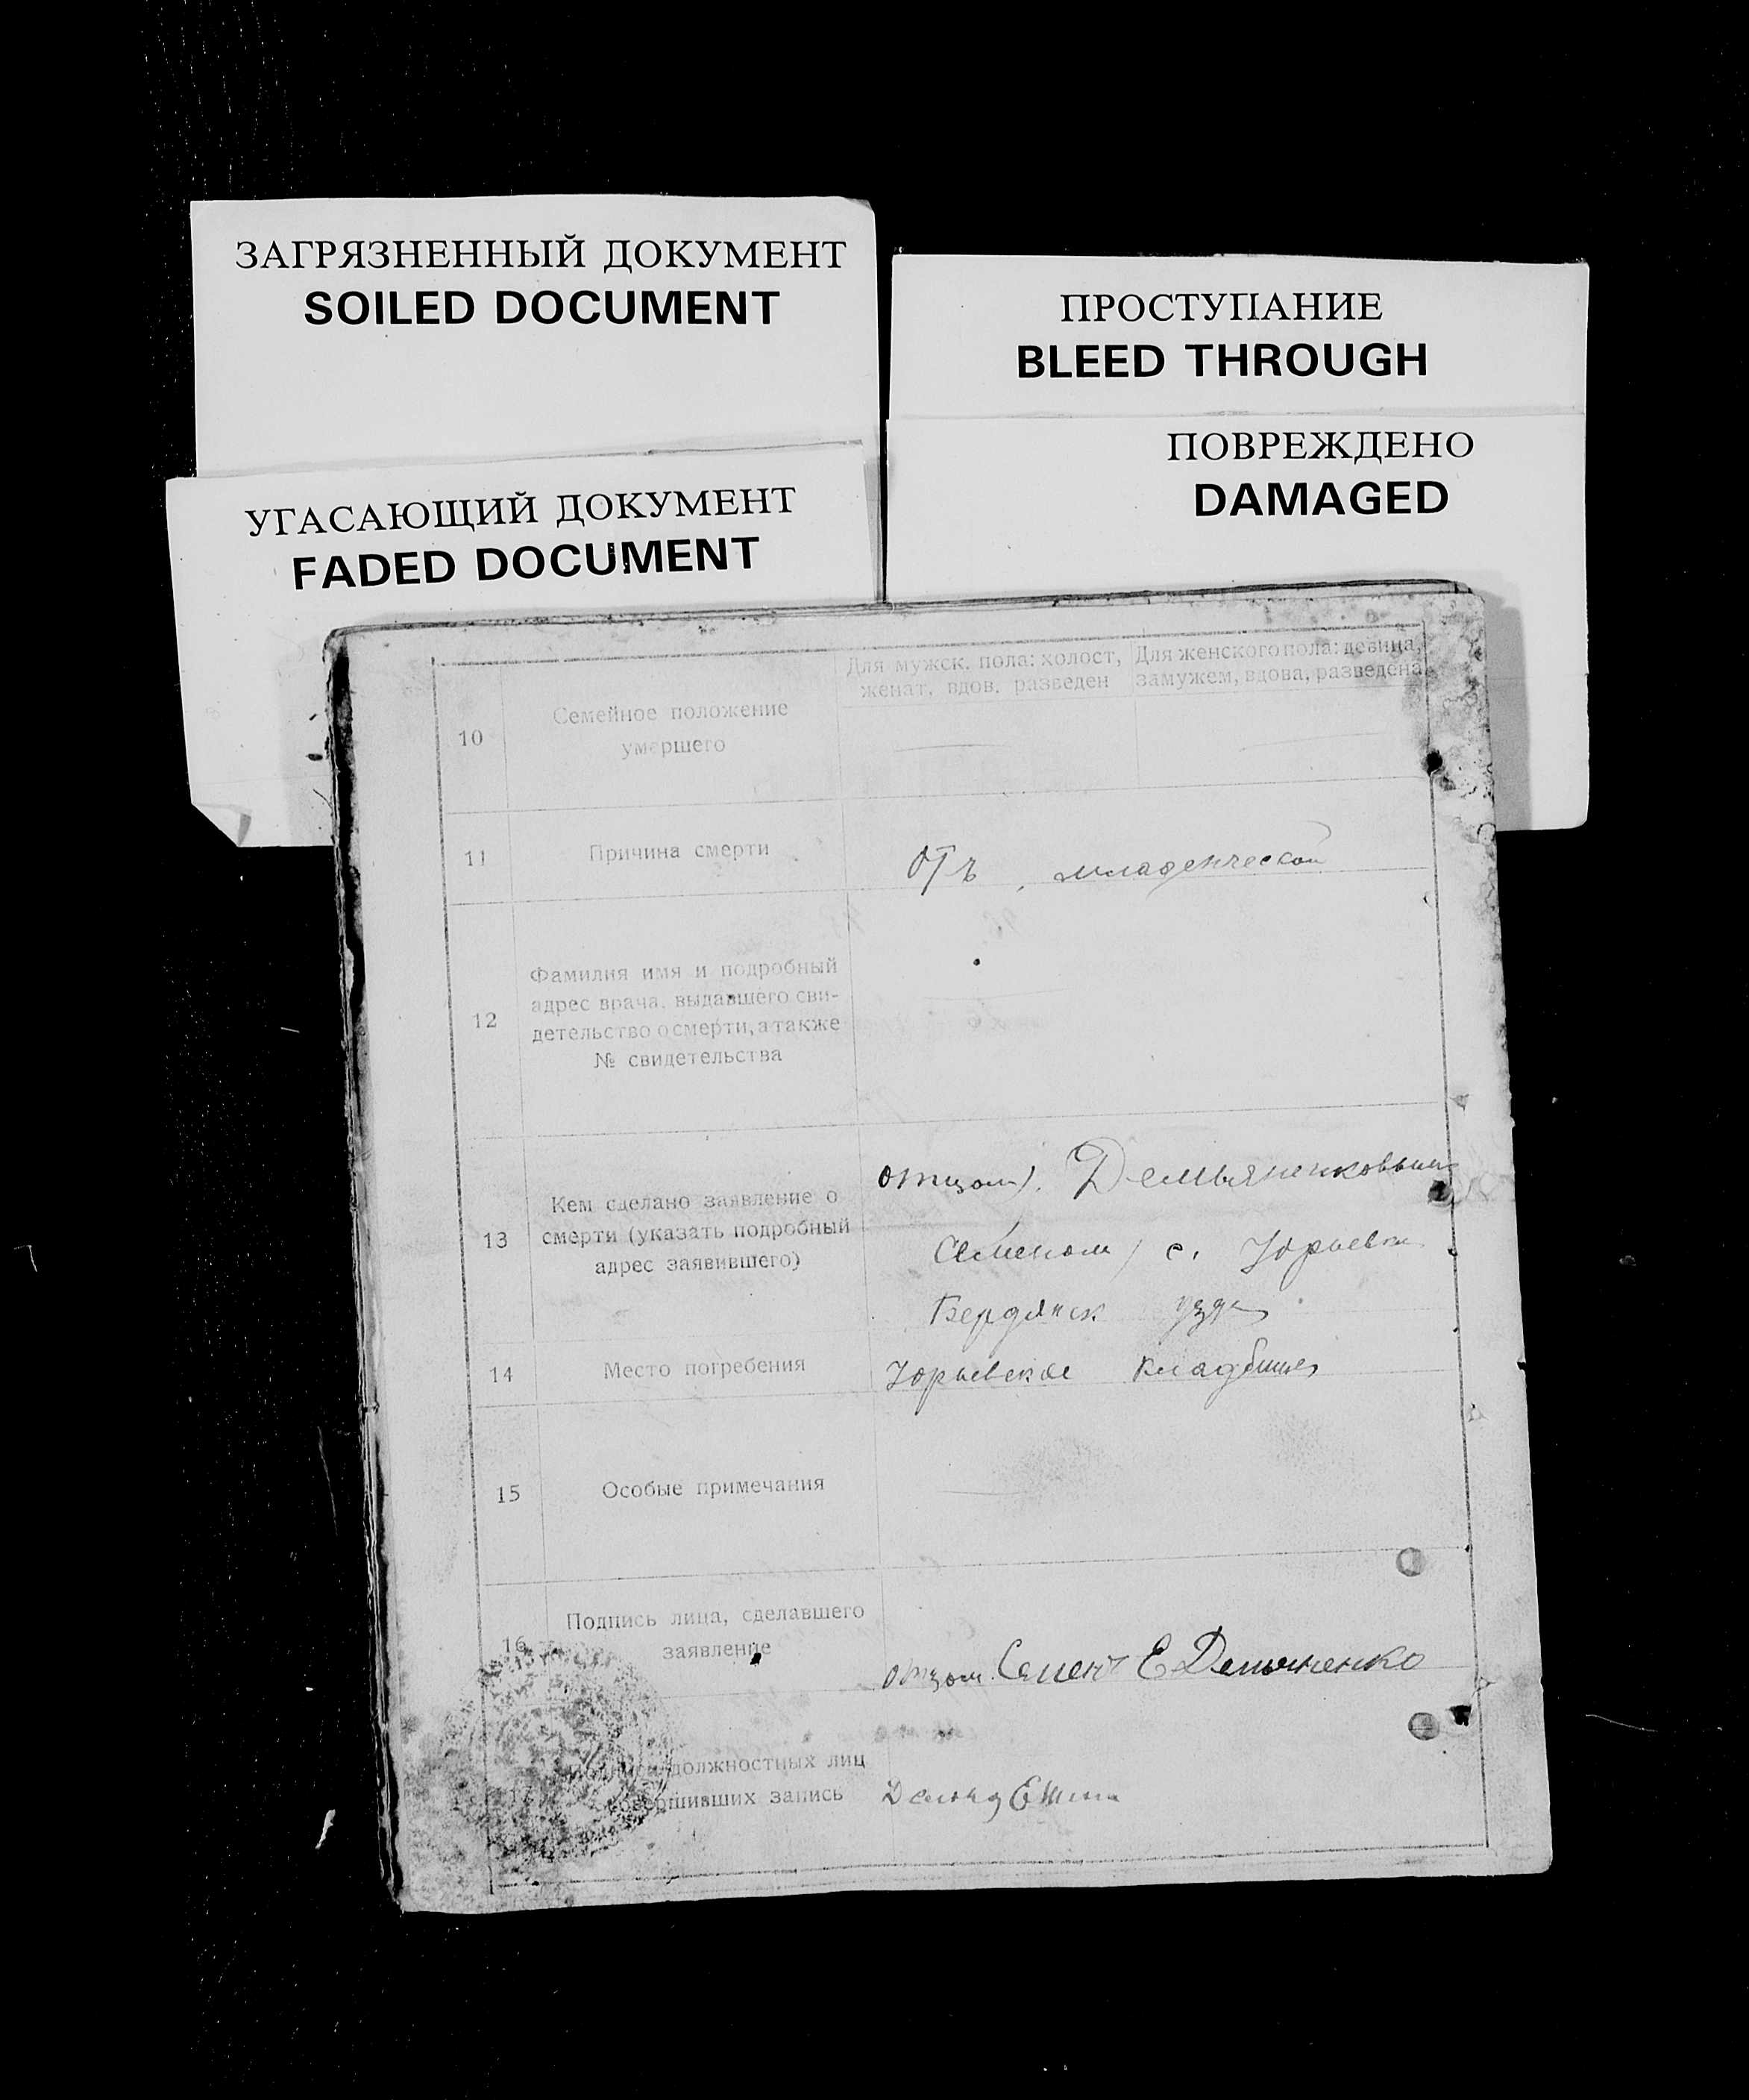 ЗАГРЯЗНЕННЫЙ ДОКУМЕНТ
SOILED DOCUMENT
ПРОСТУПАНИЕ
BLEED THROUGH
ПОВРЕЖДЕНО
DAMAGED
УГАСАЮЩИЙ ДОКУМЕНТ
FADED DOCUMENT
10
Семейное положение
умершего
Для мужск. пола: холост,
женат, вдов, разведен
Для женского пола: девица,
замужем, вдова, разведена
11
Причина смерти
отъ младенческой
12
Фамилия имя и подробный
адрес врача, выдавшего сви-
детельство о смерти, а также
№ свидетельства
13
Кем сделано заявление о
смерти (указать подробный
адрес заявившего)
отцом Демьяненковым
Семеном с. Юрьевки
Бердянск
14
Место погребения
Юрьевское кладбище
15
Особые примечания
16
Подпись лица, сделавшего
заявление
отцом Семен Е Демьяненко
17
должностных лиц
совершивших запись